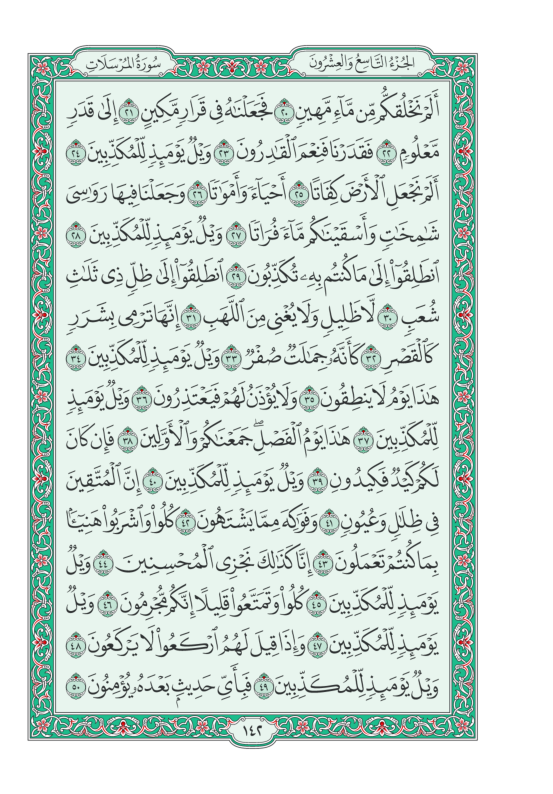 الجُزْءُ التَّاسِعُ وَالعِشْرُونَ
سُورَةُ المُرْسَلَاتِ
أَلَمْ نَخْلُقكُّم مِّن مَّآءٍ مَّهِينٍ ٢٠ فَجَعَلْنَٰهُ فِى قَرَارٍ مَّكِينٍ ٢١ إِلَىٰ قَدَرٍ
مَّعْلُومٍ ٢٢ فَقَدَرْنَا فَنِعْمَ ٱلْقَٰدِرُونَ ٢٣ وَيْلٌ يَوْمَئِذٍ لِّلْمُكَذِّبِينَ ٢٤
أَلَمْ نَجْعَلِ ٱلْأَرْضَ كِفَاتًا ٢٥ أَحْيَآءً وَأَمْوَٰتًا ٢٦ وَجَعَلْنَا فِيهَا رَوَٰسِىَ
شَٰمِخَٰتٍ وَأَسْقَيْنَٰكُم مَّآءً فُرَاتًا ٢٧ وَيْلٌ يَوْمَئِذٍ لِّلْمُكَذِّبِينَ ٢٨
ٱنطَلِقُوٓا۟ إِلَىٰ مَا كُنتُم بِهِۦ تُكَذِّبُونَ ٢٩ ٱنطَلِقُوٓا۟ إِلَىٰ ظِلٍّ ذِى ثَلَٰثِ
شُعَبٍ ٣٠ لَّا ظَلِيلٍ وَلَا يُغْنِى مِنَ ٱللَّهَبِ ٣١ إِنَّهَا تَرْمِى بِشَرَرٍ
كَٱلْقَصْرِ ٣٢ كَأَنَّهُۥ جِمَٰلَتٌ صُفْرٌ ٣٣ وَيْلٌ يَوْمَئِذٍ لِّلْمُكَذِّبِينَ ٣٤
هَٰذَا يَوْمُ لَا يَنطِقُونَ ٣٥ وَلَا يُؤْذَنُ لَهُمْ فَيَعْتَذِرُونَ ٣٦ وَيْلٌ يَوْمَئِذٍ
لِّلْمُكَذِّبِينَ ٣٧ هَٰذَا يَوْمُ ٱلْفَصْلِ ۖ جَمَعْنَٰكُمْ وَٱلْأَوَّلِينَ ٣٨ فَإِن كَانَ
لَكُمْ كَيْدٌ فَكِيدُونِ ٣٩ وَيْلٌ يَوْمَئِذٍ لِّلْمُكَذِّبِينَ ٤٠ إِنَّ ٱلْمُتَّقِينَ
فِى ظِلَٰلٍ وَعُيُونٍ ٤١ وَفَوَٰكِهَ مِمَّا يَشْتَهُونَ ٤٢ كُلُوا۟ وَٱشْرَبُوا۟ هَنِيٓـًٔۢا
بِمَا كُنتُمْ تَعْمَلُونَ ٤٣ إِنَّا كَذَٰلِكَ نَجْزِى ٱلْمُحْسِنِينَ ٤٤ وَيْلٌ
يَوْمَئِذٍ لِّلْمُكَذِّبِينَ ٤٥ كُلُوا۟ وَتَمَتَّعُوا۟ قَلِيلًا إِنَّكُم مُّجْرِمُونَ ٤٦ وَيْلٌ
يَوْمَئِذٍ لِّلْمُكَذِّبِينَ ٤٧ وَإِذَا قِيلَ لَهُمُ ٱرْكَعُوا۟ لَا يَرْكَعُونَ ٤٨
وَيْلٌ يَوْمَئِذٍ لِّلْمُكَذِّبِينَ ٤٩ فَبِأَىِّ حَدِيثٍۭ بَعْدَهُۥ يُؤْمِنُونَ ٥٠
١٤٢